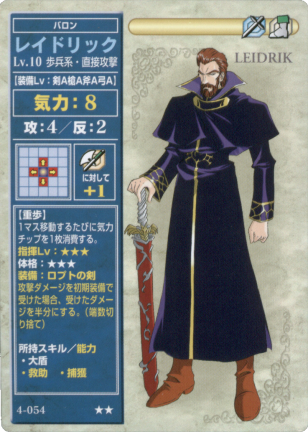 バロン
レイドリック
Lv.10 歩兵系・直接攻撃
【装備Lv:剣A槍A斧A弓A】
気力:8
攻:4/反:2
に対して
+1
【重歩】
1マス移動するたびに気力
チップを1枚消費する。
指揮Lv:★★★
体格:★★★
装備:ロプトの剣
攻撃ダメージを初期装備で
受けた場合、受けたダメー
ジを半分にする。(端数切
り捨て)
所持スキル/能力
・大盾
・救助 ・捕獲
4-054 ★★
LEIDRIK